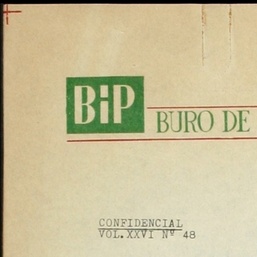 BiP
BURO DE
CONFIDENCIAL
VOL.XXVI Nº 48